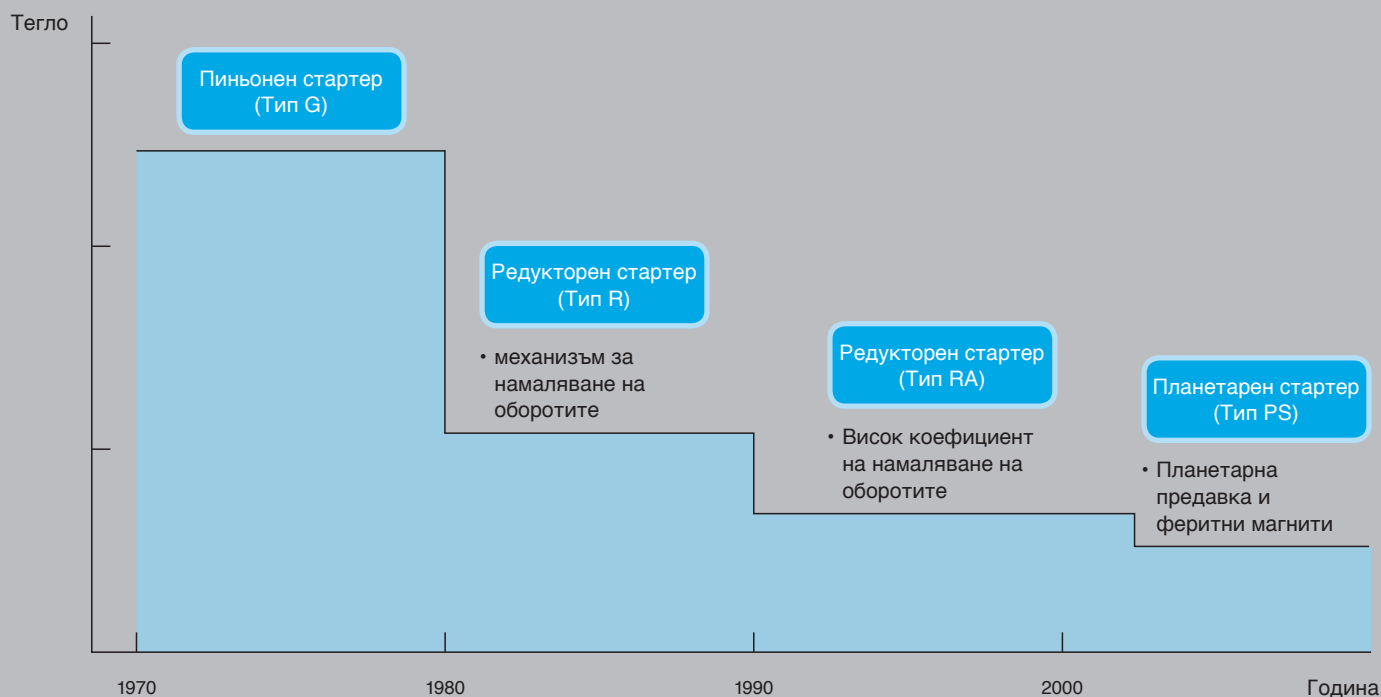 Тегло
Пиньонен стартер
(Тип G)
Редукторен стартер
(Тип R)
• механизъм за
намаляване на
оборотите
Редукторен стартер
(Тип RA)
• Висок коефициент
на намаляване на
оборотите
Планетарен стартер
(Тип PS)
• Планетарна
предавка и
феритни магнити
1970 1980 1990 2000 Година